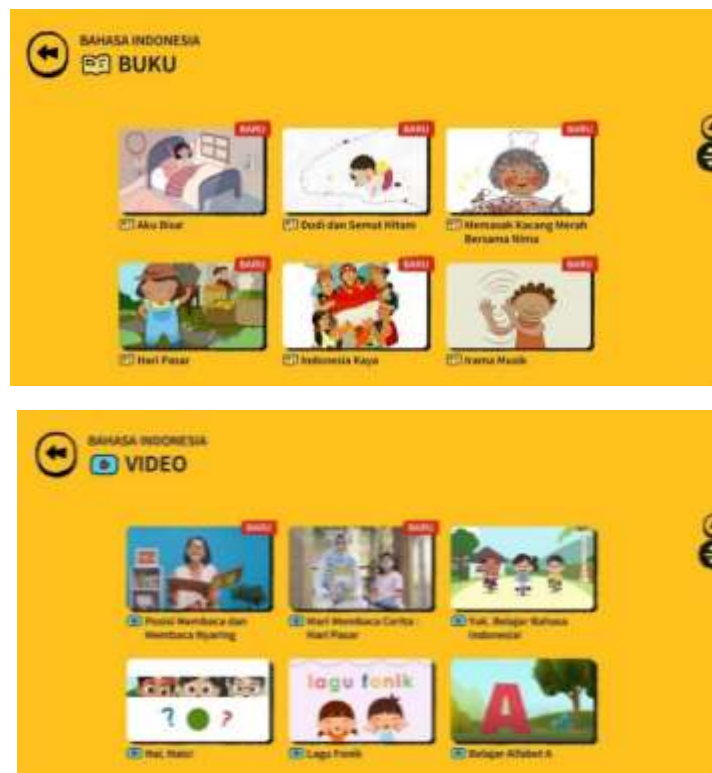 BAHASA INDONESIA
BUKU
BARU
BARU
BARU
Aku Bisa!
Dodi dan Semut Hitam
Memasak Kacang Merah
Bersama Nima
BARU
BARU
BARU
Hari Pasar
Indonesia Kaya
Irama Musik
BAHASA INDONESIA
VIDEO
BARU
BARU
Posisi Membaca dan
Membaca Nyaring
Mari Membaca Cerita :
Hari Pasar
Yuk, Belajar Bahasa
Indonesia!
? ?
lagu fonik
A
Hai, Halo!
Lagu Fonik
Belajar Alfabet A